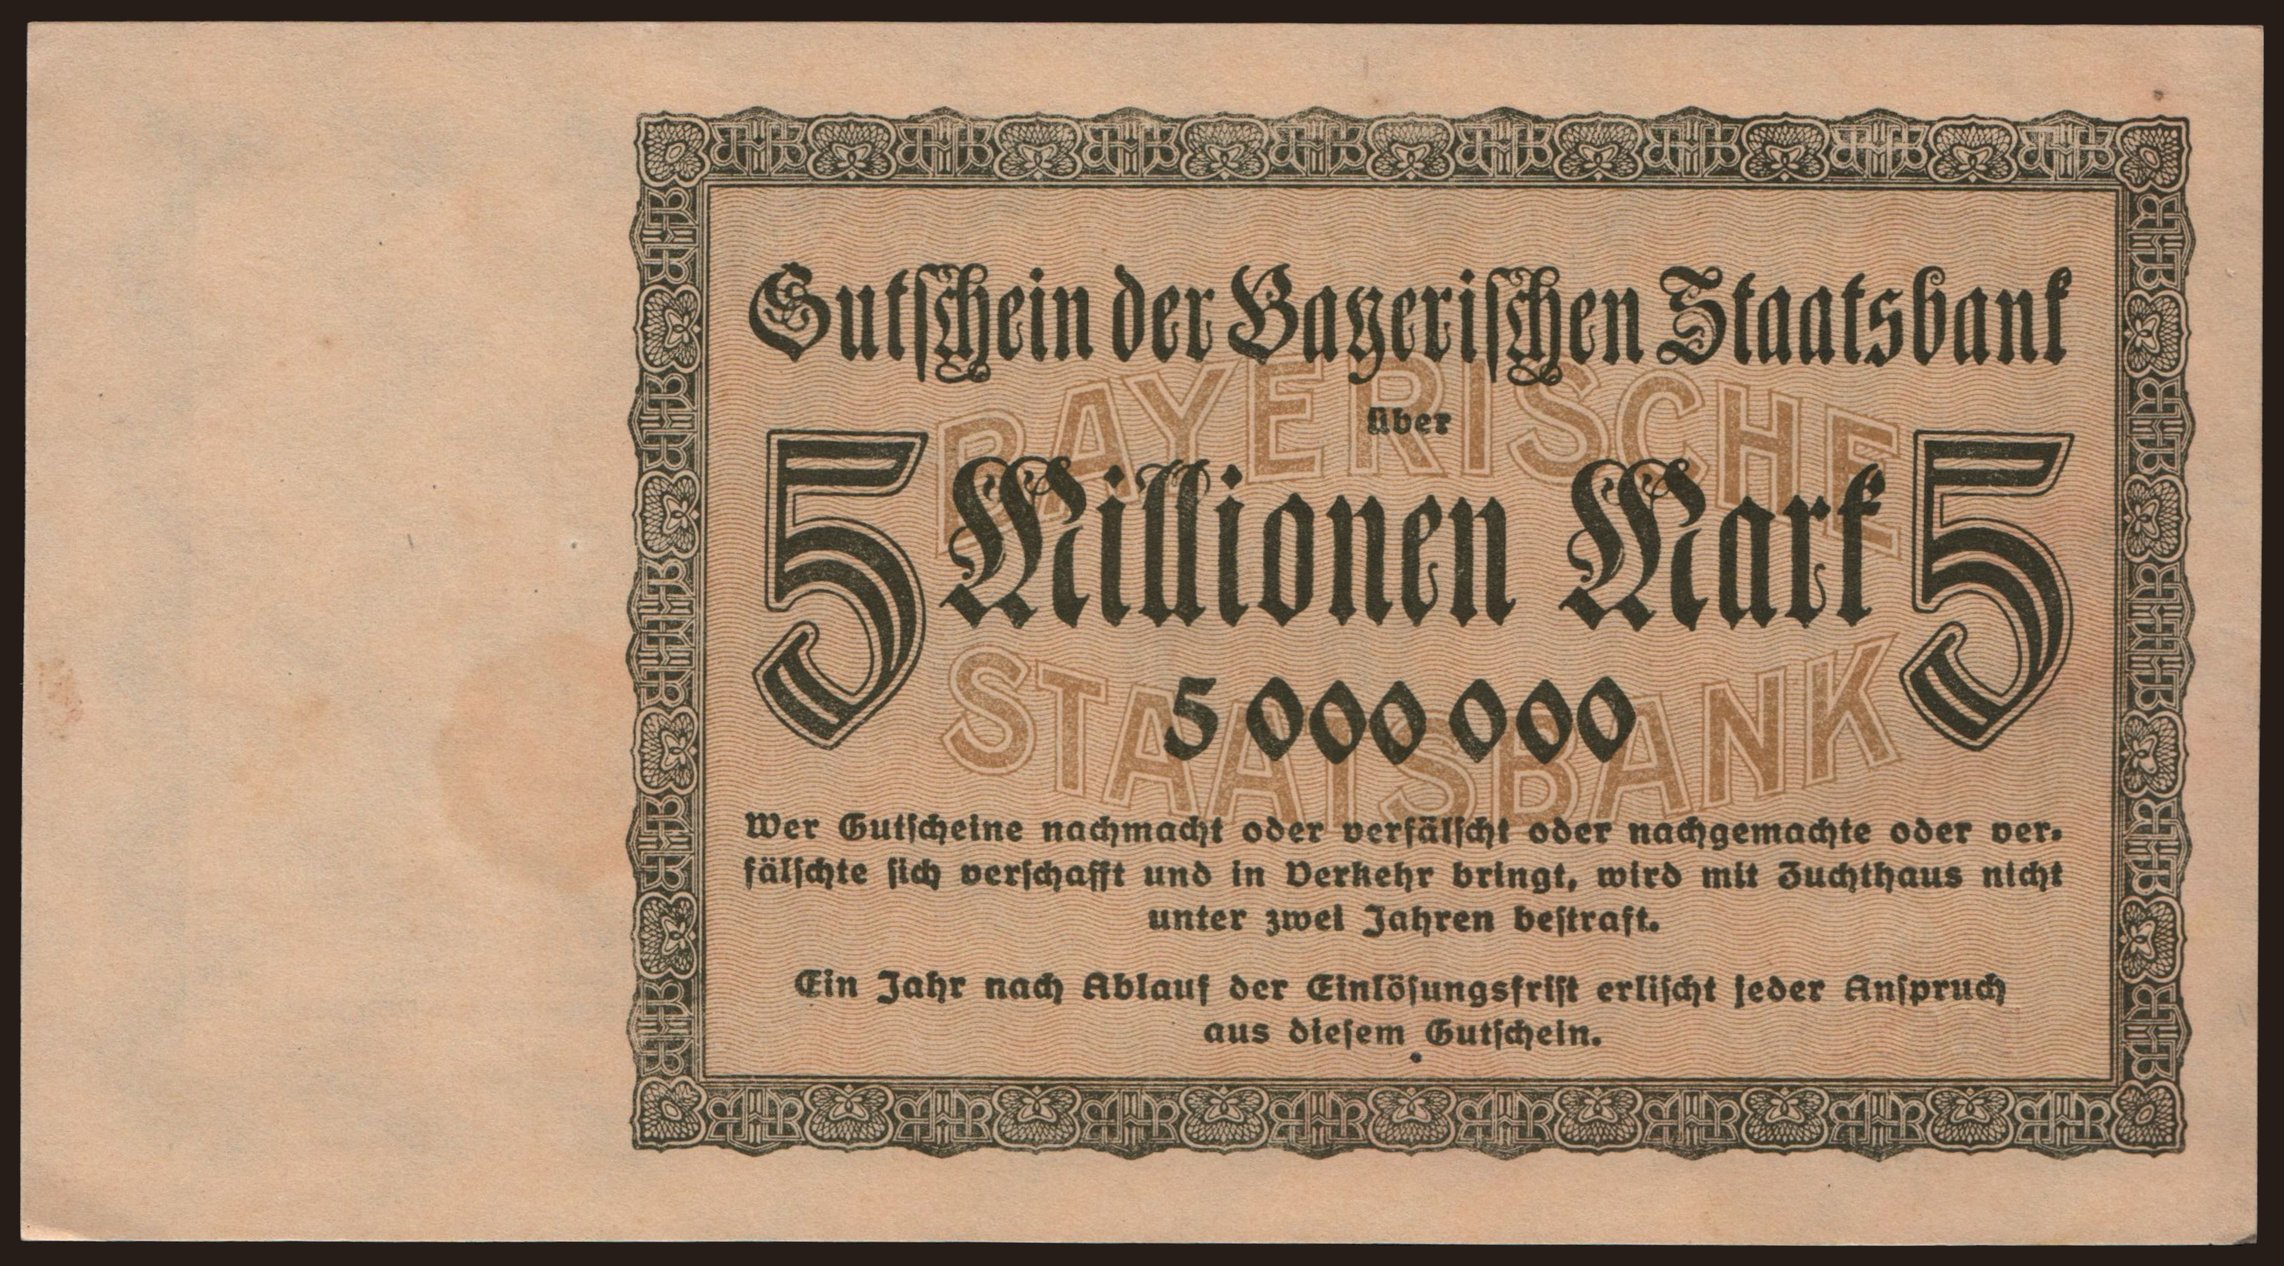 Gutschein der Bayerischen Staatsbank
über
BAYERISCHE
5 Millionen Mark 5
5 000 000
STAATSBANK
Wer Gutscheine nachmacht oder verfälscht oder nachgemachte oder ver-
fälschte sich verschafft und in Verkehr bringt, wird mit Zuchthaus nicht
unter zwei Jahren bestraft.
Ein Jahr nach Ablauf der Einlösungsfrist erlischt jeder Anspruch
aus diesem Gutschein.